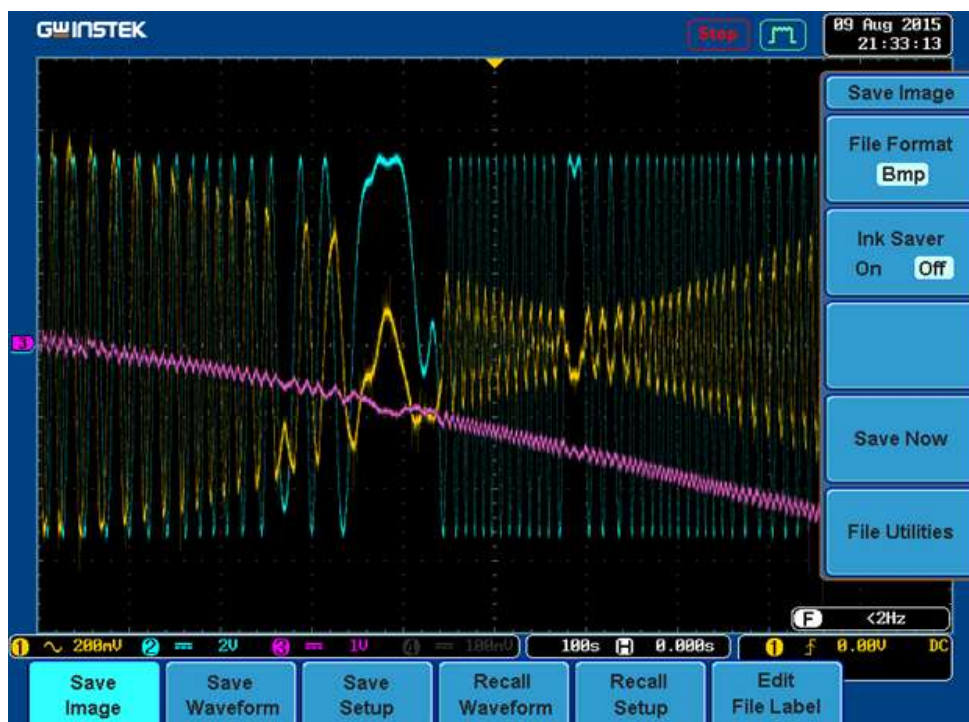 GWINSTEK
Stop
09 Aug 2015
21:33:13
Save Image
File Format
Bmp
Ink Saver
On Off
3
Save Now
File Utilities
F <2Hz
1 ~ 200mV 2 == 2V 3 == 1V 4 == 100mV 100s H 0.000s 1 0.00V DC
Save Image
Save Waveform
Save Setup
Recall Waveform
Recall Setup
Edit File Label